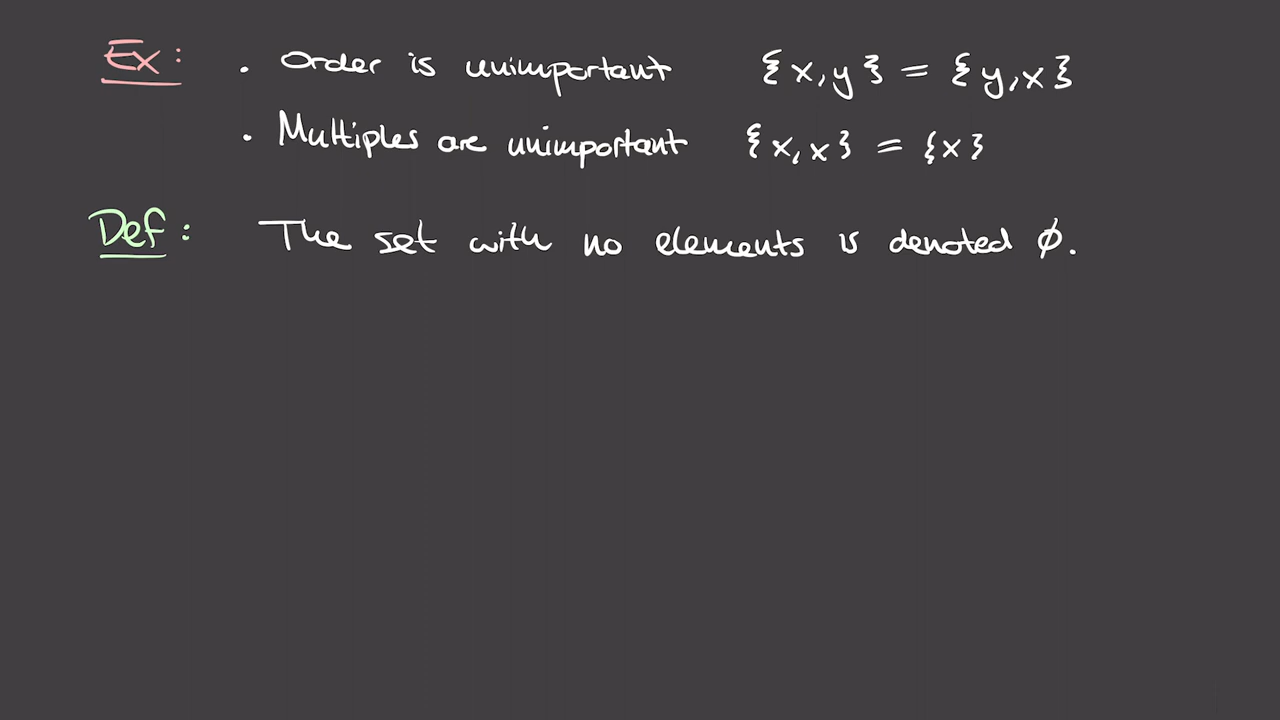 Ex: • Order is unimportant {x,y} = {y,x}
• Multiples are unimportant {x,x} = {x}
Def: The set with no elements is denoted ∅.